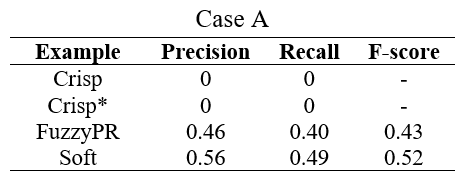 Case A
Example Precision Recall F-score
Crisp 0 0 -
Crisp* 0 0 -
FuzzyPR 0.46 0.40 0.43
Soft 0.56 0.49 0.52